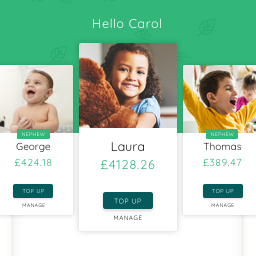 Hello Carol
NEPHEW
George
£424.18
TOP UP
MANAGE
Laura
£4128.26
TOP UP
MANAGE
NEPHEW
Thomas
£389.47
TOP UP
MANAGE